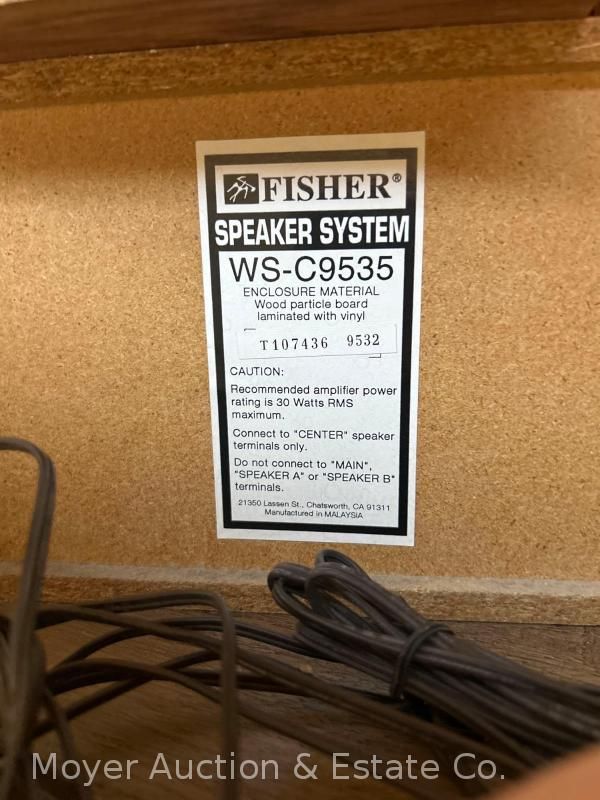 FISHER®
SPEAKER SYSTEM
WS-C9535
ENCLOSURE MATERIAL
Wood particle board
laminated with vinyl
T107436 9532
CAUTION:
Recommended amplifier power
rating is 30 Watts RMS
maximum.
Connect to "CENTER" speaker
terminals only.
Do not connect to "MAIN",
"SPEAKER A" or "SPEAKER B"
terminals.
21350 Lassen St., Chatsworth, CA 91311
Manufactured in MALAYSIA
Moyer Auction & Estate Co.